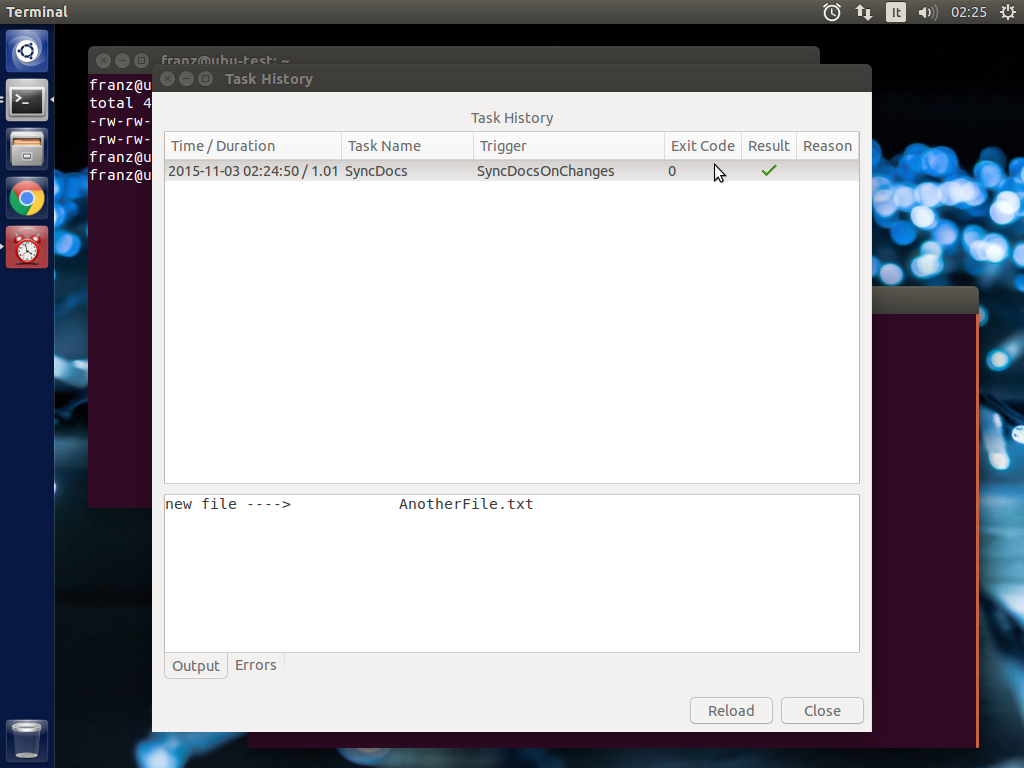 Terminal
It
02:25
franz@ubu-test: ~
Task History
franz@u
total 4
-rw-rw-
-rw-rw-
franz@u
franz@u
Task History
Time / Duration Task Name Trigger Exit Code Result Reason
2015-11-03 02:24:50 / 1.01 SyncDocs SyncDocsOnChanges 0
new file ----> AnotherFile.txt
Output Errors
Reload Close